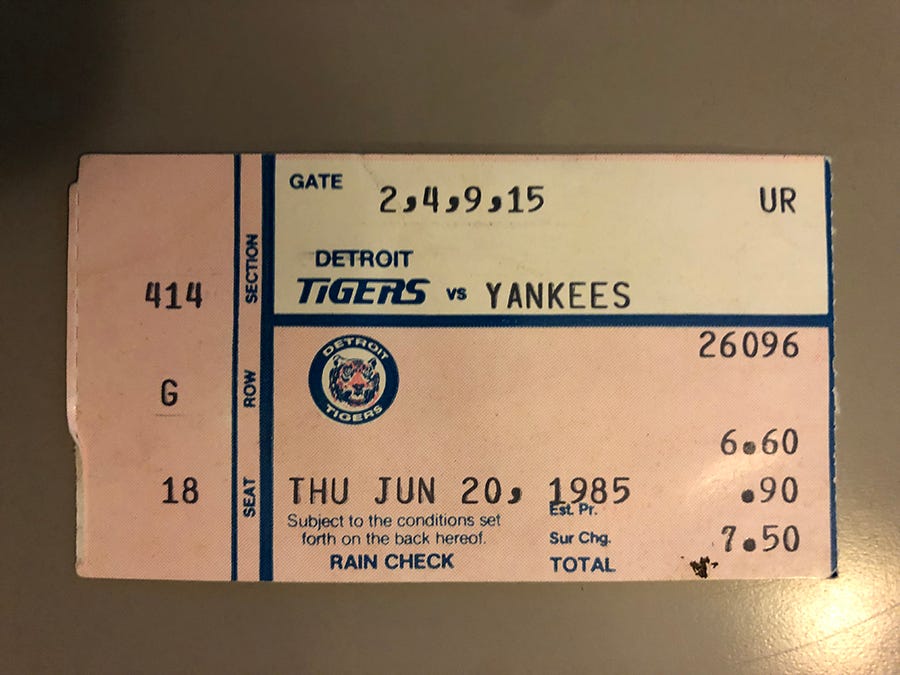 414
G
18
SECTION
ROW
SEAT
GATE 2,4,9,15 UR
DETROIT
TIGERS vs YANKEES
26096
DETROIT
TIGERS
6.60
THU JUN 20, 1985 .90
Est. Pr.
Subject to the conditions set
forth on the back hereof.
Sur Chg. 7.50
RAIN CHECK TOTAL